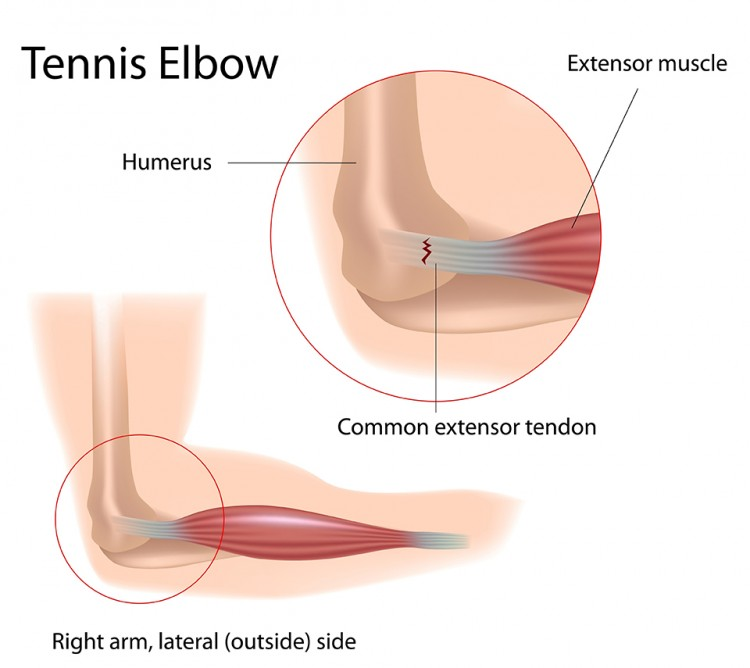 Tennis Elbow
Extensor muscle
Humerus
Common extensor tendon
Right arm, lateral (outside) side